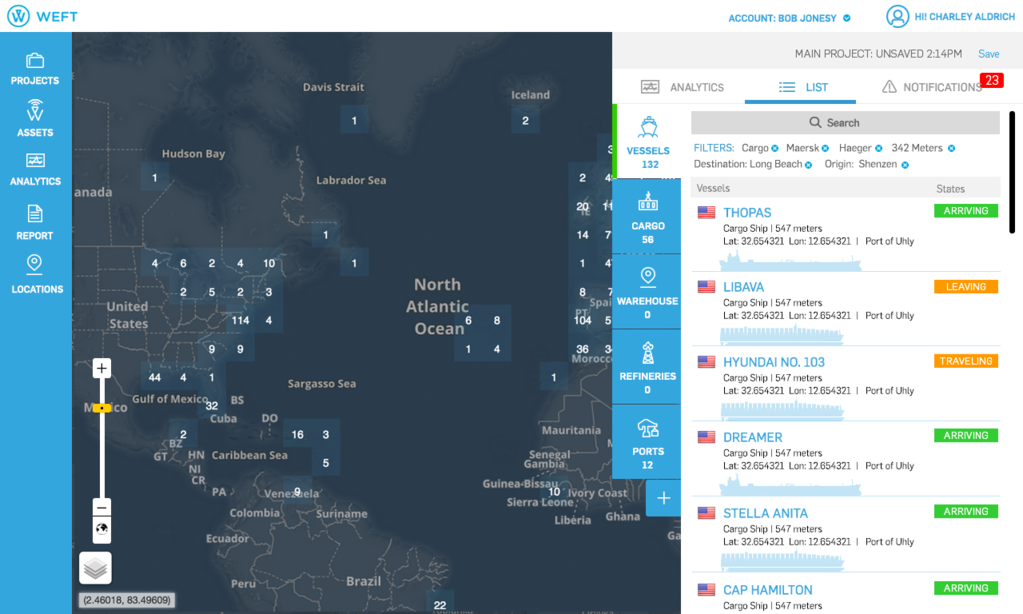 WEFT
ACCOUNT: BOB JONESY
HI! CHARLEY ALDRICH
PROJECTS
ASSETS
ANALYTICS
REPORT
LOCATIONS
MAIN PROJECT: UNSAVED 2:14PM Save
ANALYTICS
LIST
NOTIFICATIONS
23
VESSELS
132
CARGO
56
WAREHOUSE
0
REFINERIES
0
PORTS
12
+
Search
FILTERS: Cargo Maersk Haeger 342 Meters
Destination: Long Beach Origin: Shenzen
Vessels States
THOPAS ARRIVING
Cargo Ship | 547 meters
Lat: 32.654321 Lon: 12.654321 | Port of Uhly
LIBAVA LEAVING
Cargo Ship | 547 meters
Lat: 32.654321 Lon: 12.654321 | Port of Uhly
HYUNDAI NO. 103 TRAVELING
Cargo Ship | 547 meters
Lat: 32.654321 Lon: 12.654321 | Port of Uhly
DREAMER ARRIVING
Cargo Ship | 547 meters
Lat: 32.654321 Lon: 12.654321 | Port of Uhly
STELLA ANITA ARRIVING
Cargo Ship | 547 meters
Lat: 32.654321 Lon: 12.654321 | Port of Uhly
CAP HAMILTON ARRIVING
Cargo Ship | 547 meters
Davis Strait
Iceland
1
2
Hudson Bay
1
2
anada
Labrador Sea
20
1
14
4 6 2 4 10
1
1
2 5 2 3
North
Atlantic
Ocean
8
United
States
114 4
6 8
PT
104
9 9
1 4
36
Morocc
44 4 1
Sargasso Sea
1
Gulf of Mexico
32
BS
Cuba
DO
2
BZ
16 3
Mauritania
GT
HN
Caribbean Sea
5
NI
CR
Senegal
Gambia
PA
Venezuela
9
Guinea-Bissau
10
Ivory Coast
Sierra Leone
Colombia
Suriname
Liberia
Ghana
Ecuador
Peru
Brazil
22
+
−
(2.46018, 83.49609)